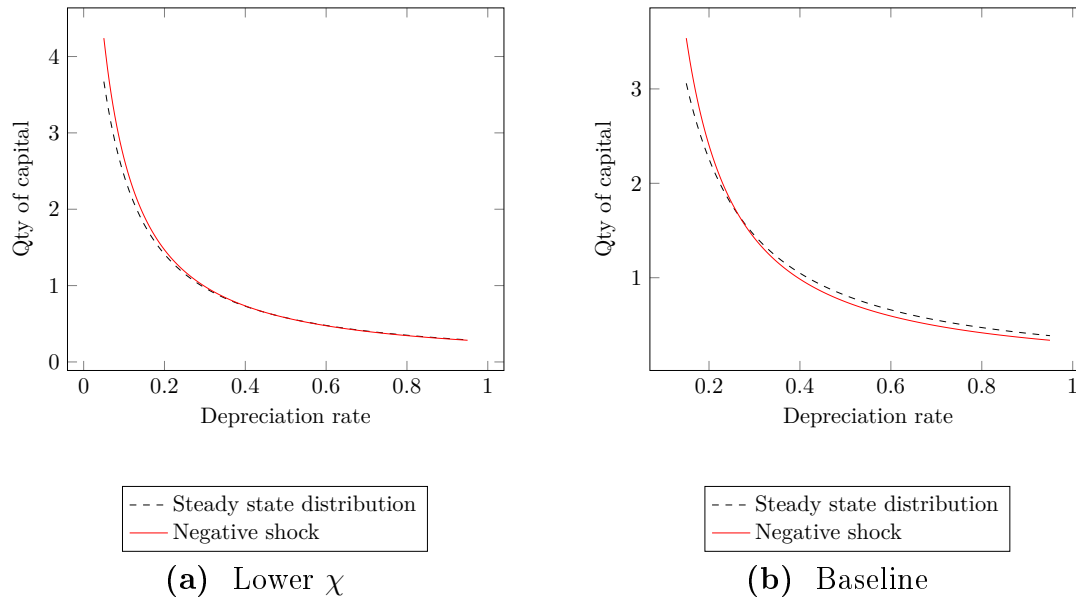 4
3
2
1
0
0
0.2
0.4
0.6
0.8
1
Qty of capital
Depreciation rate
Steady state distribution
Negative shock
(a) Lower χ
3
2
1
0.2
0.4
0.6
0.8
1
Qty of capital
Depreciation rate
Steady state distribution
Negative shock
(b) Baseline